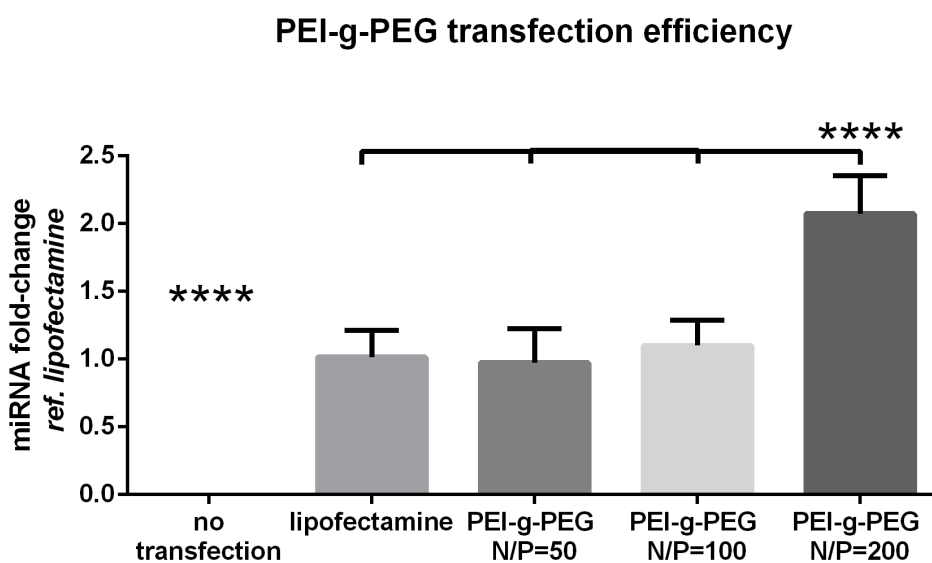 PEI-g-PEG transfection efficiency
****
2.5
2.0
1.5
1.0
0.5
0.0
miRNA fold-change
ref. lipofectamine
****
no
transfection
lipofectamine
PEI-g-PEG
N/P=50
PEI-g-PEG
N/P=100
PEI-g-PEG
N/P=200